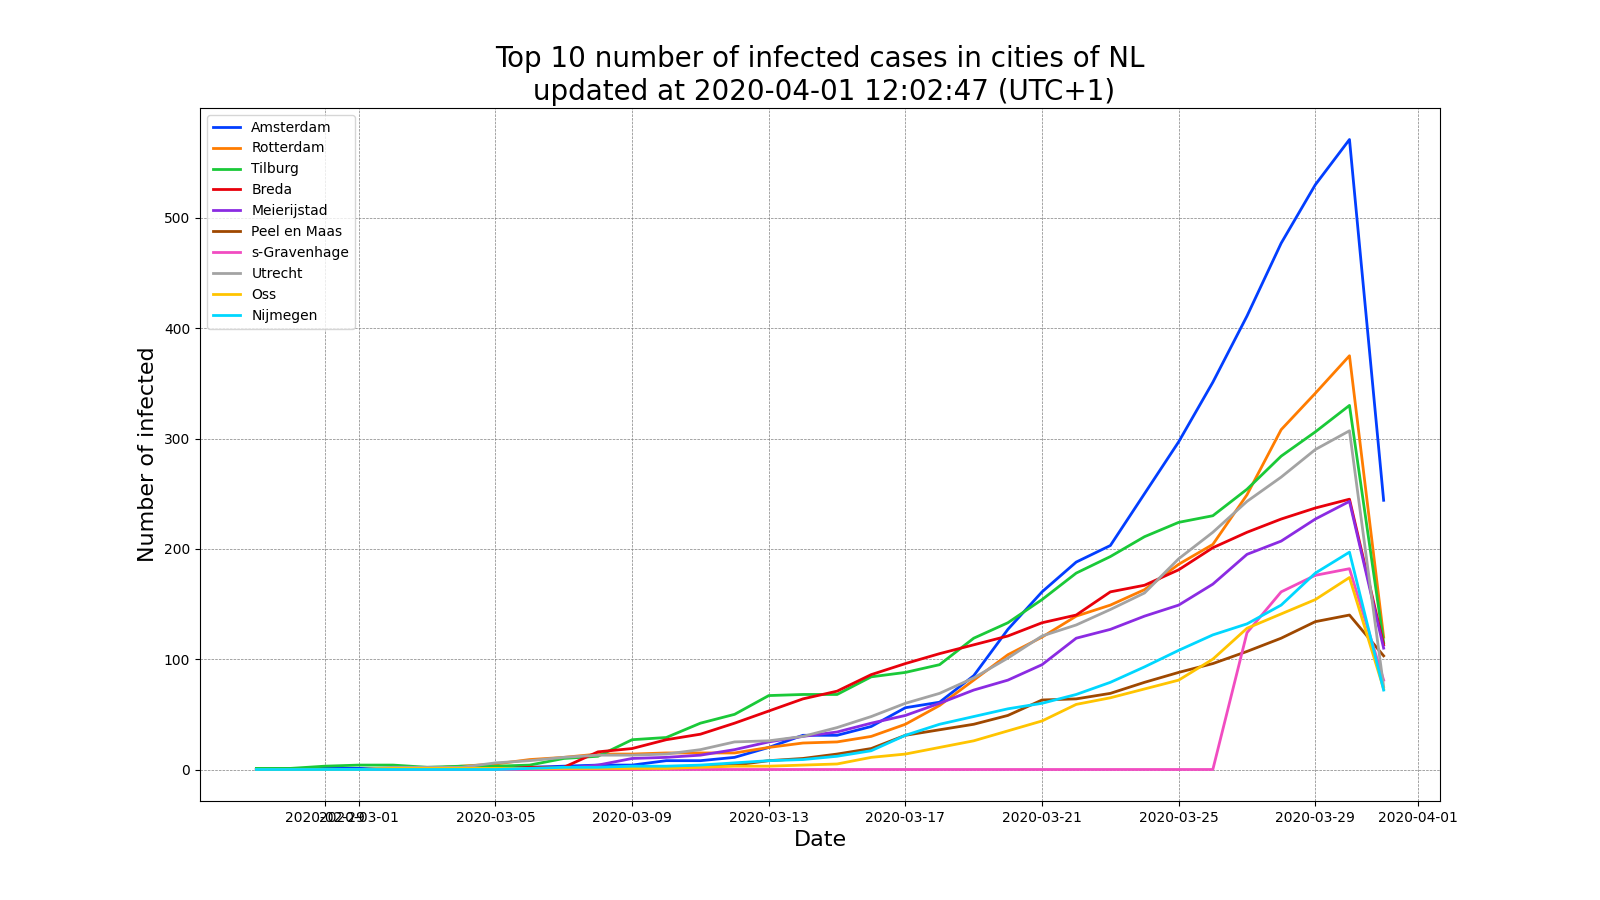 Top 10 number of infected cases in cities of NL
updated at 2020-04-01 12:02:47 (UTC+1)
Amsterdam
Rotterdam
Tilburg
Breda
Meierijstad
Peel en Maas
s-Gravenhage
Utrecht
Oss
Nijmegen
Number of infected
500
400
300
200
100
0
2020-02-29 2020-03-01 2020-03-05 2020-03-09 2020-03-13 2020-03-17 2020-03-21 2020-03-25 2020-03-29 2020-04-01
Date